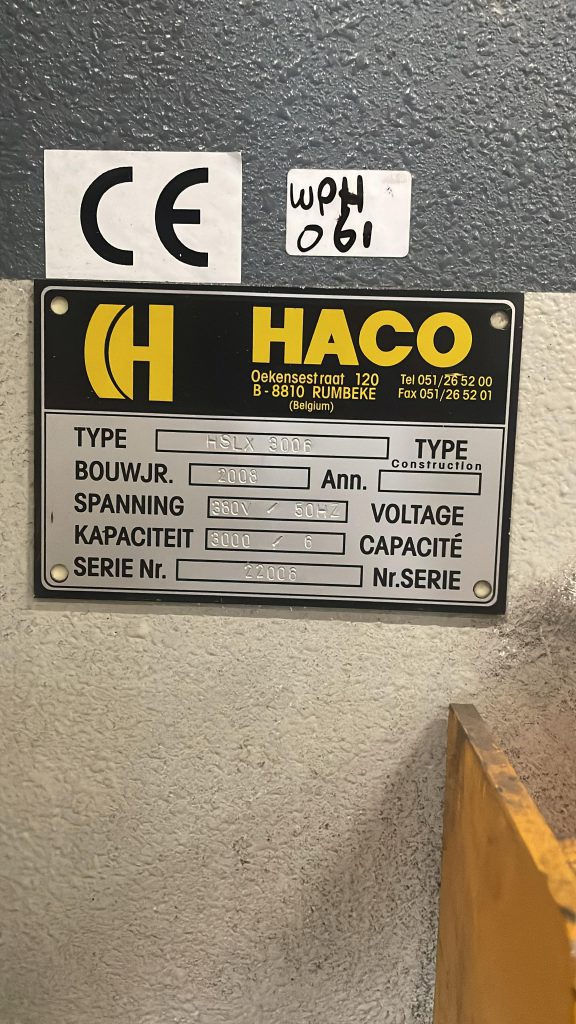 CE
WPH
061
H HACO
Oekensestraat 120
B-8810 RUMBEKE
(Belgium)
Tel 051/26 52 00
Fax 051/26 52 01
TYPE HSLX 3006 TYPE
BOUWJR. 2008 Ann. Construction
SPANNING 380V / 50HZ VOLTAGE
KAPACITEIT 3000 / 6 CAPACITÉ
SERIE Nr. 22006 Nr.SERIE